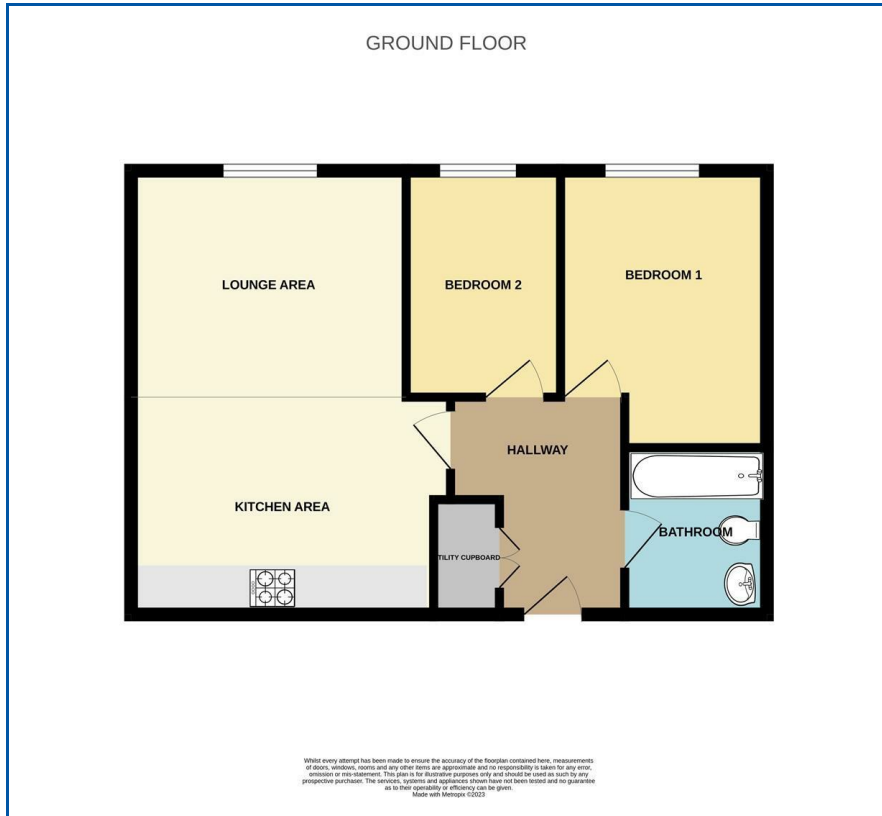 GROUND FLOOR
LOUNGE AREA
BEDROOM 2
BEDROOM 1
HALLWAY
KITCHEN AREA
TILITY CUPBOARD
BATHROOM
Whilst every attempt has been made to ensure the accuracy of the floorplan contained here, measurements
of doors, windows, rooms and any other items are approximate and no responsibility is taken for any error,
omission or mis-statement. This plan is for illustrative purposes only and should be used as such by any
prospective purchaser. The services, systems and appliances shown have not been tested and no guarantee
as to their operability or efficiency can be given.
Made with Metropix ©2023